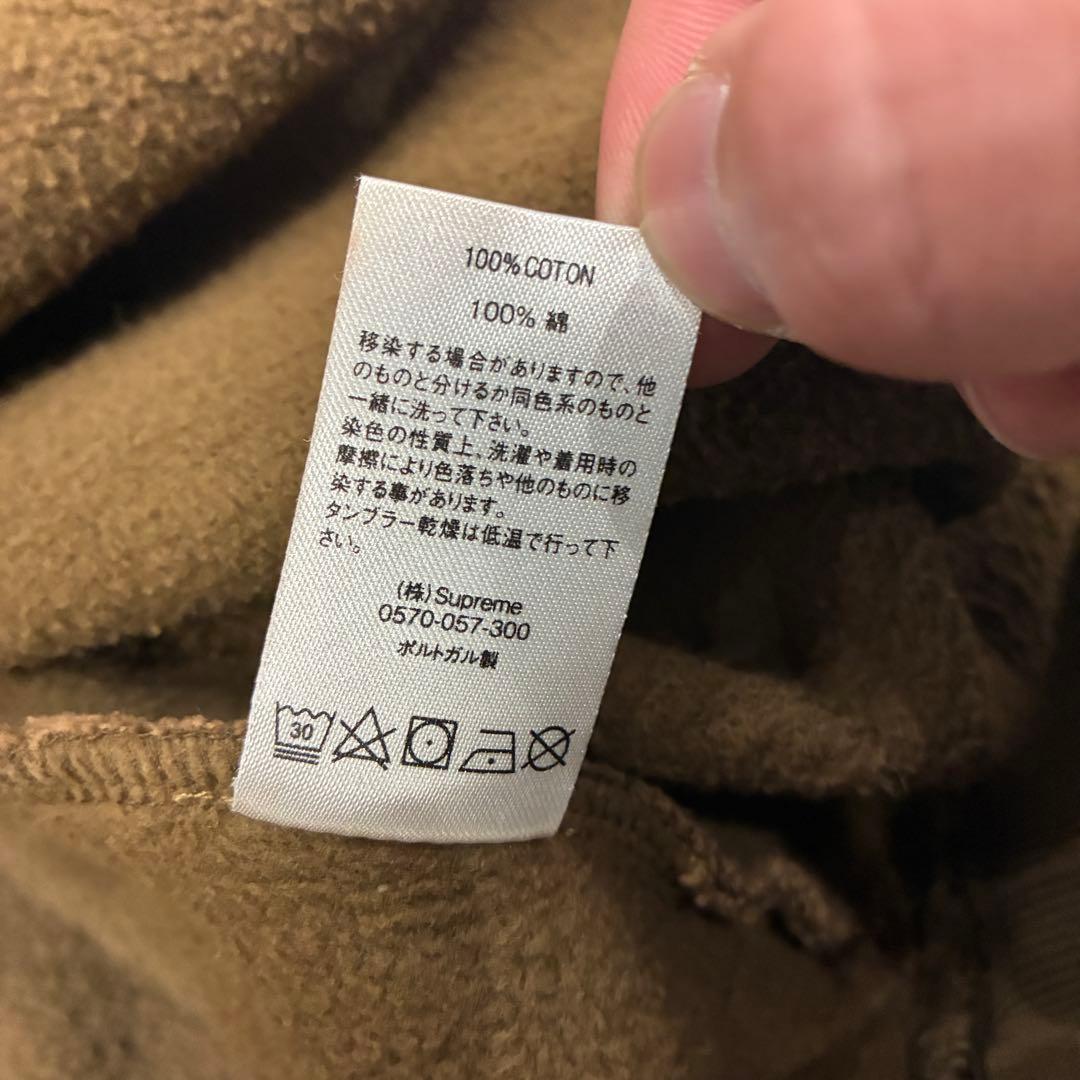 100% COTON
100% 綿
移染する場合がありますので、他
のものと分けるか同色系のものと
一緒に洗って下さい。
染色の性質上、洗濯や着用時の
摩擦により色落ちや他のものに移
染する事があります。
タンブラー乾燥は低温で行って下
さい。
(株)Supreme
0570-057-300
ポルトガル製
30